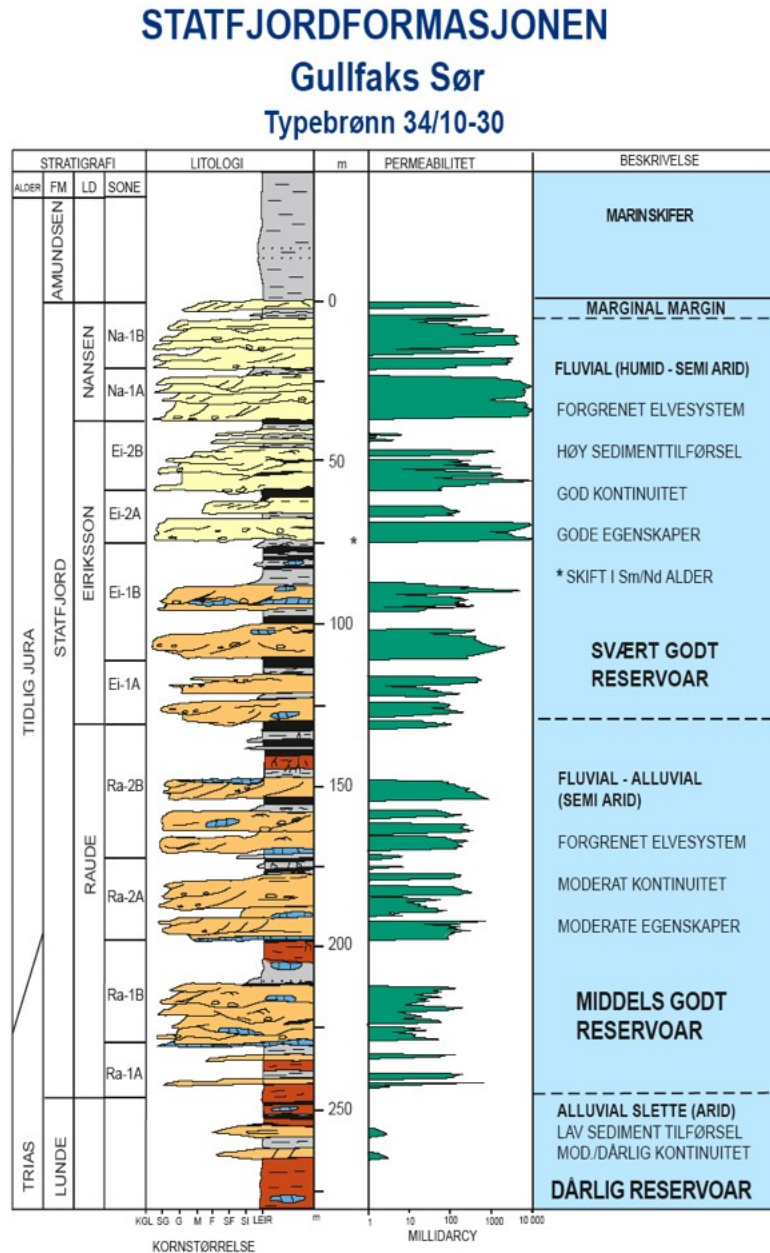 STATFJORDFORMASJONEN
Gullfaks Sør
Typebrønn 34/10-30
STRATIGRAFI
LITOLOGI
m
PERMEABILITET
BESKRIVELSE
ALDER
FM
LD
SONE
AMUNDSEN
MARIN SKIFER
0
MARGINAL MARGIN
TIDLIG JURA
STATFJORD
NANSEN
Na-1B
Na-1A
FLUVIAL (HUMID - SEMI ARID)
FORGRENET ELVESYSTEM
EIRIKSSON
Ei-2B
HØY SEDIMENTTILFØRSEL
50
Ei-2A
GOD KONTINUITET
GODE EGENSKAPER
*
Ei-1B
* SKIFT I Sm/Nd ALDER
100
SVÆRT GODT
RESERVOAR
Ei-1A
RAUDE
Ra-2B
150
FLUVIAL - ALLUVIAL
(SEMI ARID)
FORGRENET ELVESYSTEM
Ra-2A
MODERAT KONTINUITET
MODERATE EGENSKAPER
200
Ra-1B
MIDDELS GODT
RESERVOAR
Ra-1A
250
TRIAS
LUNDE
ALLUVIAL SLETTE (ARID)
LAV SEDIMENT TILFØRSEL
MOD./DÅRLIG KONTINUITET
DÅRLIG RESERVOAR
KGL SG G M F SF SI LEIR m
1 10 100 1000 10 000
KORNSTØRRELSE
MILLIDARCY